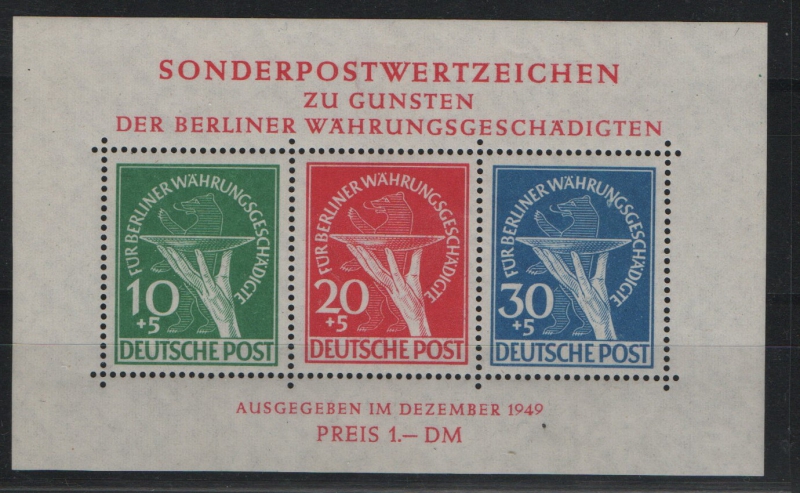 SONDERPOSTWERTZEICHEN
ZU GUNSTEN
DER BERLINER WÄHRUNGSGESCHÄDIGTEN
FÜR BERLINER WÄHRUNGSGESCHÄDIGTE
10
+5
DEUTSCHE POST
FÜR BERLINER WÄHRUNGSGESCHÄDIGTE
20
+5
DEUTSCHE POST
FÜR BERLINER WÄHRUNGSGESCHÄDIGTE
30
+5
DEUTSCHE POST
AUSGEGEBEN IM DEZEMBER 1949
PREIS 1.— DM